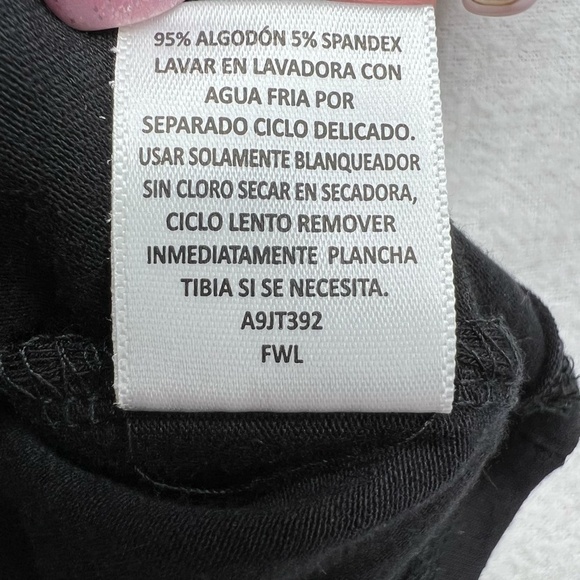 95% ALGODÓN 5% SPANDEX
LAVAR EN LAVADORA CON
AGUA FRIA POR
SEPARADO CICLO DELICADO.
USAR SOLAMENTE BLANQUEADOR
SIN CLORO SECAR EN SECADORA,
CICLO LENTO REMOVER
INMEDIATAMENTE PLANCHA
TIBIA SI SE NECESITA.
A9JT392
FWL